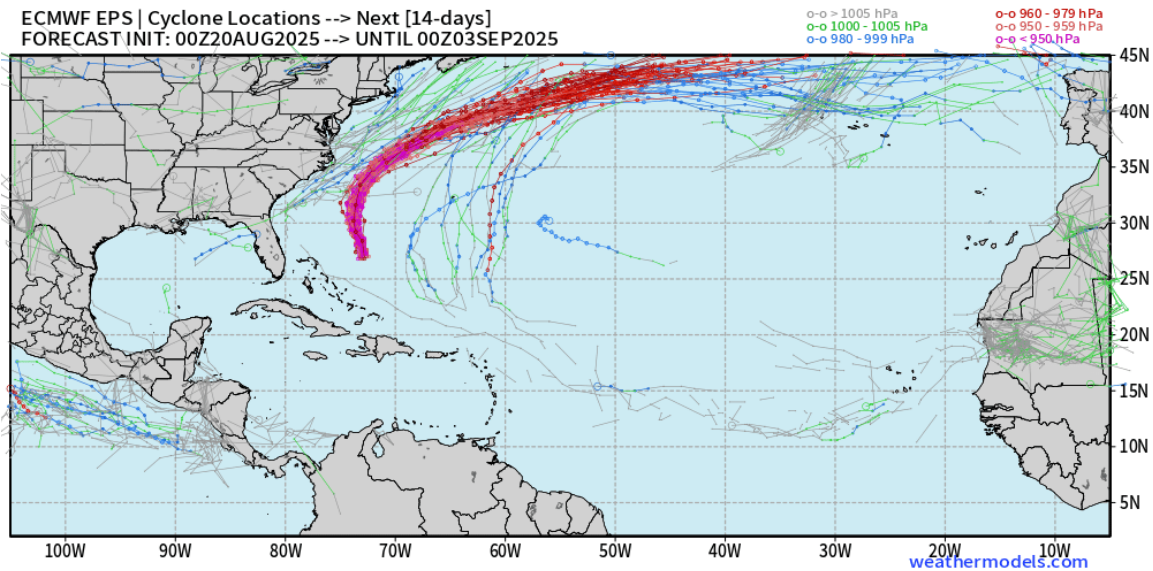 ECMWF EPS | Cyclone Locations --> Next [14-days]
FORECAST INIT: 00Z20AUG2025 --> UNTIL 00Z03SEP2025
o-o > 1005 hPa
o-o 1000 - 1005 hPa
o-o 980 - 999 hPa
o-o 960 - 979 hPa
o-o 950 - 959 hPa
o-o < 950 hPa
45N
40N
35N
30N
25N
20N
15N
10N
5N
100W 90W 80W 70W 60W 50W 40W 30W 20W 10W
weathermodels.com